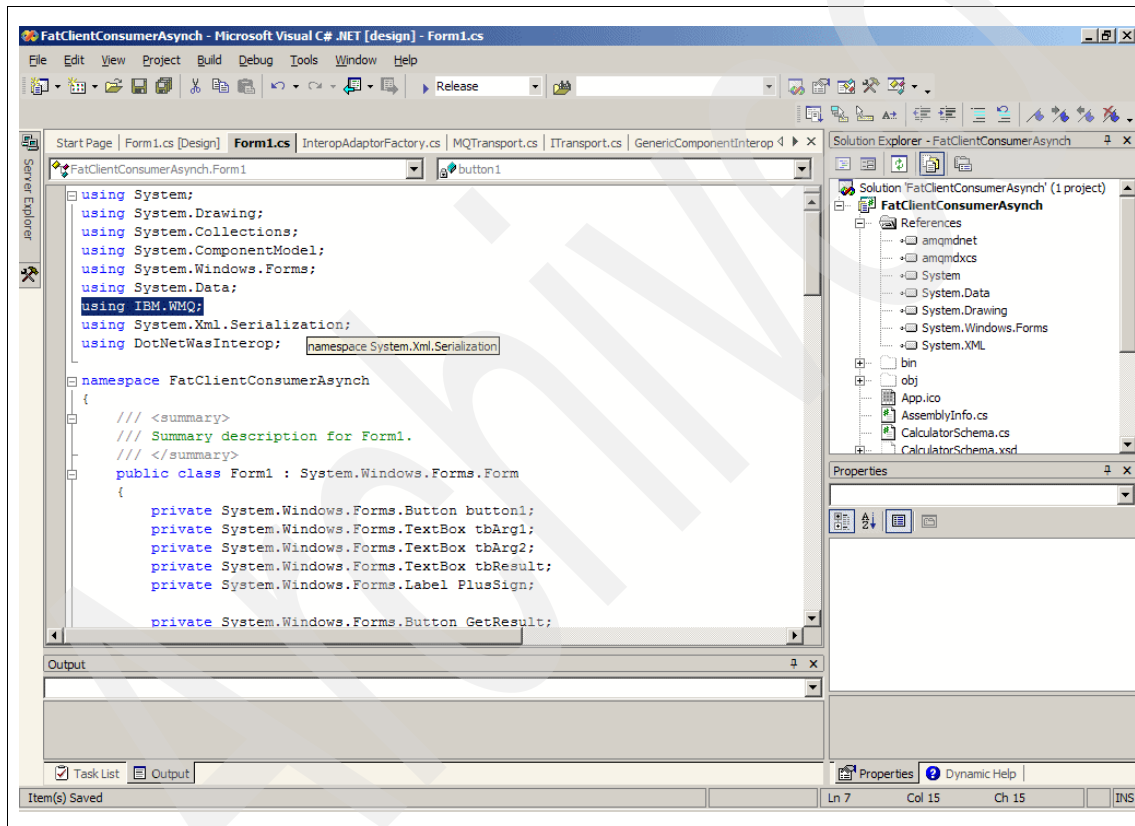 FatClientConsumerAsynch - Microsoft Visual C# .NET [design] - Form1.cs
File Edit View Project Build Debug Tools Window Help
Release
Start Page Form1.cs [Design] Form1.cs InteropAdaptorFactory.cs MQTransport.cs ITransport.cs GenericComponentInterop
Server Explorer
FatClientConsumerAsynch.Form1 button1
using System;
using System.Drawing;
using System.Collections;
using System.ComponentModel;
using System.Windows.Forms;
using System.Data;
using IBM.WMQ;
using System.Xml.Serialization;
using DotNetWasInterop;
namespace System.Xml.Serialization
namespace FatClientConsumerAsynch
{
/// <summary>
/// Summary description for Form1.
/// </summary>
public class Form1 : System.Windows.Forms.Form
{
private System.Windows.Forms.Button button1;
private System.Windows.Forms.TextBox tbArg1;
private System.Windows.Forms.TextBox tbArg2;
private System.Windows.Forms.TextBox tbResult;
private System.Windows.Forms.Label PlusSign;
private System.Windows.Forms.Button GetResult;
Solution Explorer - FatClientConsumerAsynch
Solution 'FatClientConsumerAsynch' (1 project)
FatClientConsumerAsynch
References
amqmdnet
amqmdxcs
System
System.Data
System.Drawing
System.Windows.Forms
System.XML
bin
obj
App.ico
AssemblyInfo.cs
CalculatorSchema.cs
CalculatorSchema.xsd
Properties
Output
Task List Output
Properties Dynamic Help
Item(s) Saved Ln 7 Col 15 Ch 15 INS
Archive